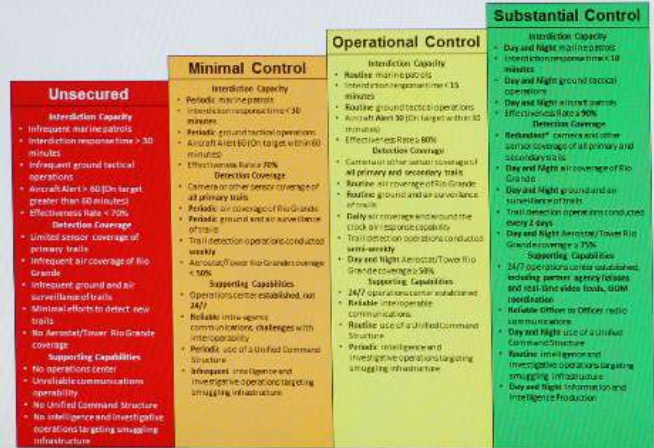 Unsecured
Interdiction Capacity
• Infrequent marine patrols
• Interdiction response time > 30
minutes
• Infrequent ground tactical
operations
• Aircraft Alert > 60 (On target
greater than 60 minutes)
• Effectiveness Rate < 70%
Detection Coverage
• Limited sensor coverage of
primary trails
• Infrequent air coverage of Rio
Grande
• Infrequent ground and air
surveillance of trails
• Minimal efforts to detect new
trails
• No Aerostat/Tower Rio Grande
coverage
Supporting Capabilities
• No operations center
• Unreliable communications
operability
• No Unified Command Structure
• No intelligence and investigative
operations targeting smuggling
infrastructure
Minimal Control
Interdiction Capacity
• Periodic marine patrols
• Interdiction response time < 30
minutes
• Periodic ground tactical operations
• Aircraft Alert 60 (On target within 60
minutes)
• Effectiveness Rate ≥ 70%
Detection Coverage
• Camera or other sensor coverage of
all primary trails
• Periodic air coverage of Rio Grande
• Periodic ground and air surveillance
of trails
• Trail detection operations conducted
weekly
• Aerostat/Tower Rio Grande coverage
< 50%
Supporting Capabilities
• Operations center established, not
24/7
• Reliable intra-agency
communications, challenges with
interoperability
• Periodic use of a Unified Command
Structure
• Infrequent intelligence and
investigative operations targeting
smuggling infrastructure
Operational Control
Interdiction Capacity
• Routine marine patrols
• Interdiction response time < 15
minutes
• Routine ground tactical operations
• Aircraft Alert 30 (On target within 30
minutes)
• Effectiveness Rate ≥ 80%
Detection Coverage
• Camera or other sensor coverage of
all primary and secondary trails
• Routine air coverage of Rio Grande
• Routine ground and air surveillance
of trails
• Daily air coverage and around the
clock air response capability
• Trail detection operations conducted
semi-weekly
• Day and Night Aerostat/Tower Rio
Grande coverage ≥ 50%
Supporting Capabilities
• 24/7 operations center established
• Reliable interoperable
communications
• Routine use of a Unified Command
Structure
• Periodic intelligence and
investigative operations targeting
smuggling infrastructure
Substantial Control
Interdiction Capacity
• Day and Night marine patrols
• Interdiction response time < 10
minutes
• Day and Night ground tactical
operations
• Day and Night aircraft patrols
• Effectiveness Rate ≥ 90%
Detection Coverage
• Redundant* camera and other
sensor coverage of all primary and
secondary trails
• Day and Night air coverage of Rio
Grande
• Day and Night ground and air
surveillance of trails
• Trail detection operations conducted
every 2 days
• Day and Night Aerostat/Tower Rio
Grande coverage ≥ 75%
Supporting Capabilities
• 24/7 operations center established,
including partner agency liaisons
and real-time video feeds, GOM
coordination
• Reliable Officer to Officer radio
communications
• Day and Night use of a Unified
Command Structure
• Routine intelligence and
investigative operations targeting
smuggling infrastructure
• Day and Night Information and
Intelligence Production